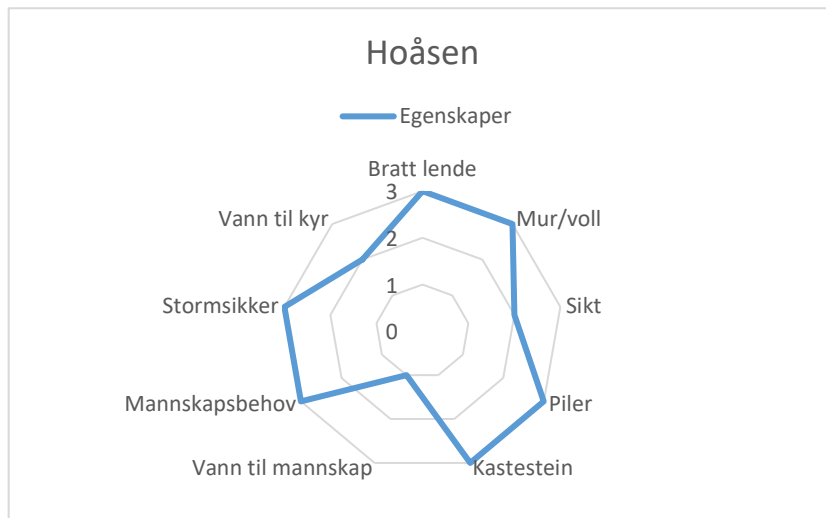 Hoåsen
Egenskaper
Bratt lende
3
Vann til kyr
Mur/voll
2
Stormsikker
1
Sikt
0
Mannskapsbehov
Piler
Vann til mannskap
Kastestein